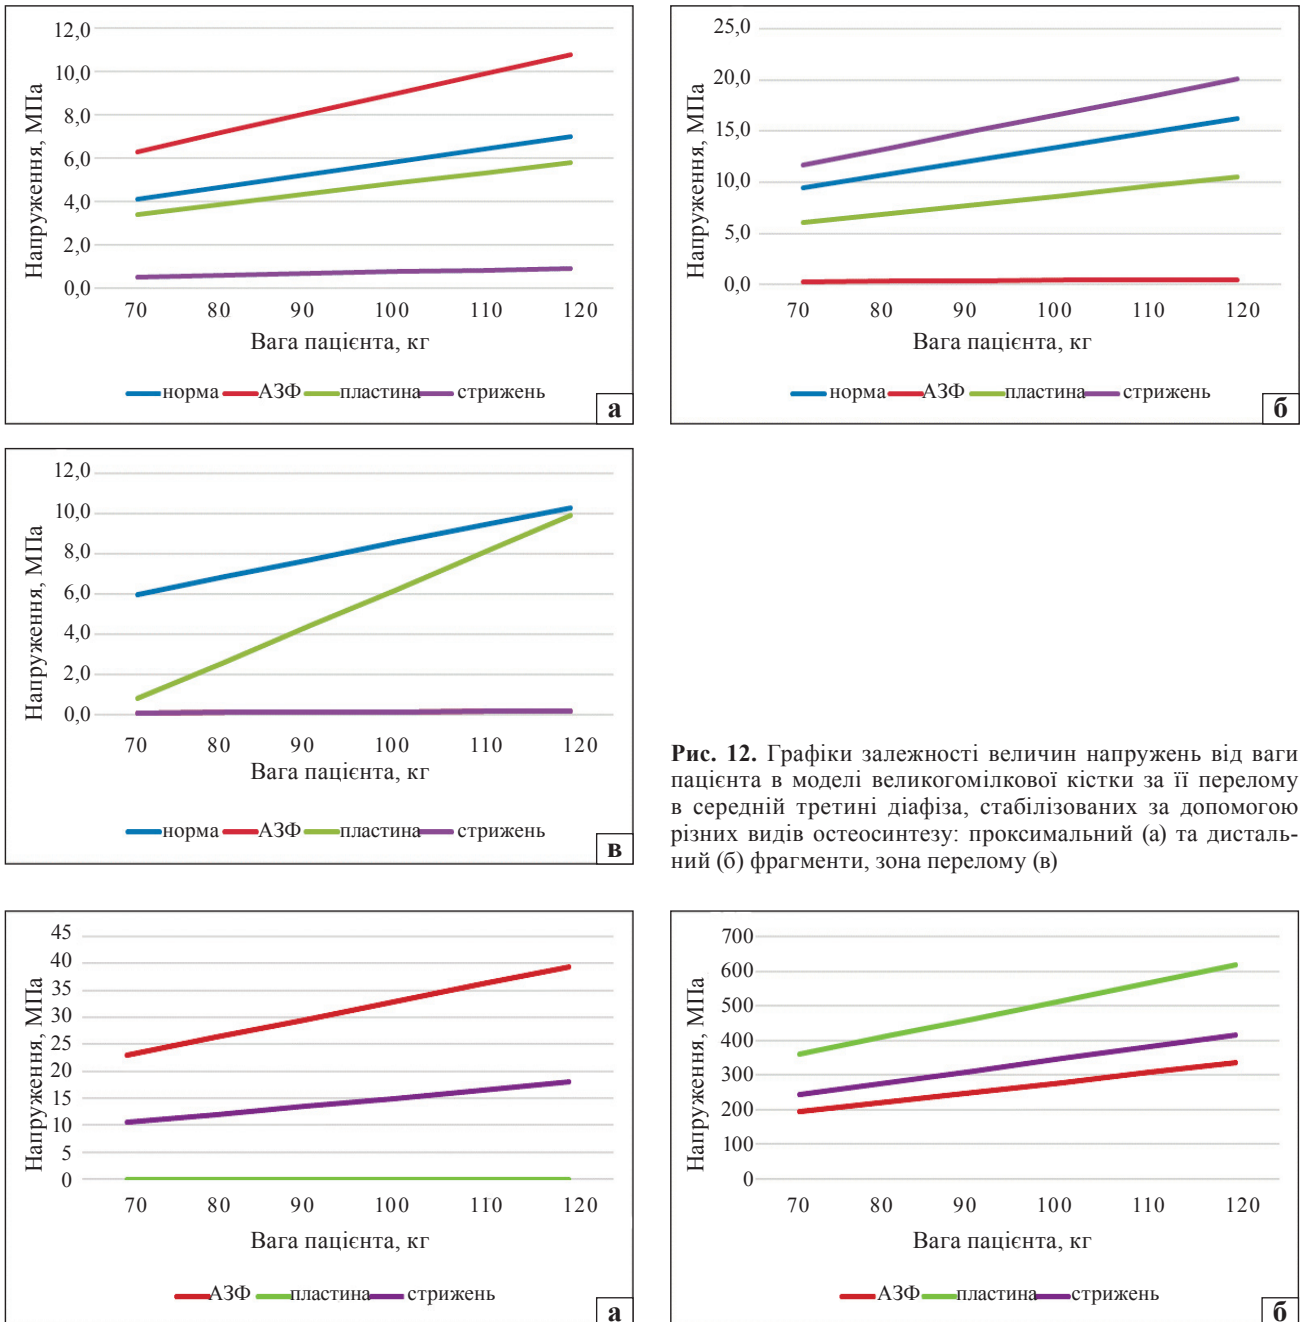 12,0
10,0
8,0
6,0
4,0
2,0
0,0
Напруження, МПа
70 80 90 100 110 120
Вага пацієнта, кг
норма АЗФ пластина стрижень
а
25,0
20,0
15,0
10,0
5,0
0,0
Напруження, МПа
70 80 90 100 110 120
Вага пацієнта, кг
норма АЗФ пластина стрижень
б
12,0
10,0
8,0
6,0
4,0
2,0
0,0
Напруження, МПа
70 80 90 100 110 120
Вага пацієнта, кг
норма АЗФ пластина стрижень
в
Рис. 12. Графіки залежності величин напружень від ваги
пацієнта в моделі великогомілкової кістки за її перелому
в середній третині діафіза, стабілізованих за допомогою
різних видів остеосинтезу: проксимальний (а) та дисталь-
ний (б) фрагменти, зона перелому (в)
45
40
35
30
25
20
15
10
5
0
Напруження, МПа
70 80 90 100 110 120
Вага пацієнта, кг
АЗФ пластина стрижень
а
700
600
500
400
300
200
100
0
Напруження, МПа
70 80 90 100 110 120
Вага пацієнта, кг
АЗФ пластина стрижень
б